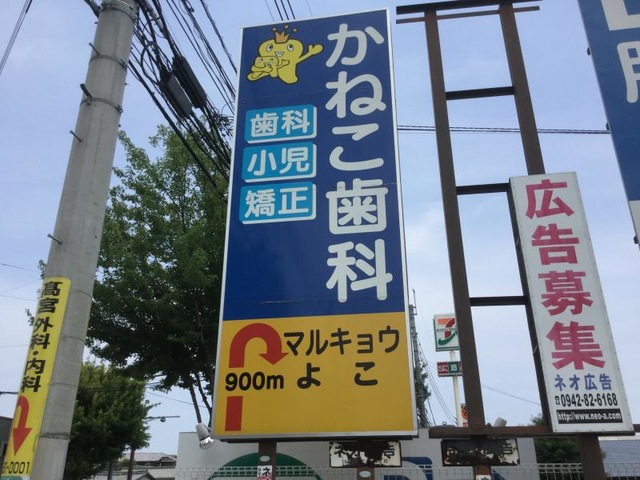 かねこ歯科
歯科
小児
矯正
マルキョウ
900m よこ
髙宮外科・内科
-0001
広告募集
ネオ広告
☎0942-82-6168
http://www.neo-a.com